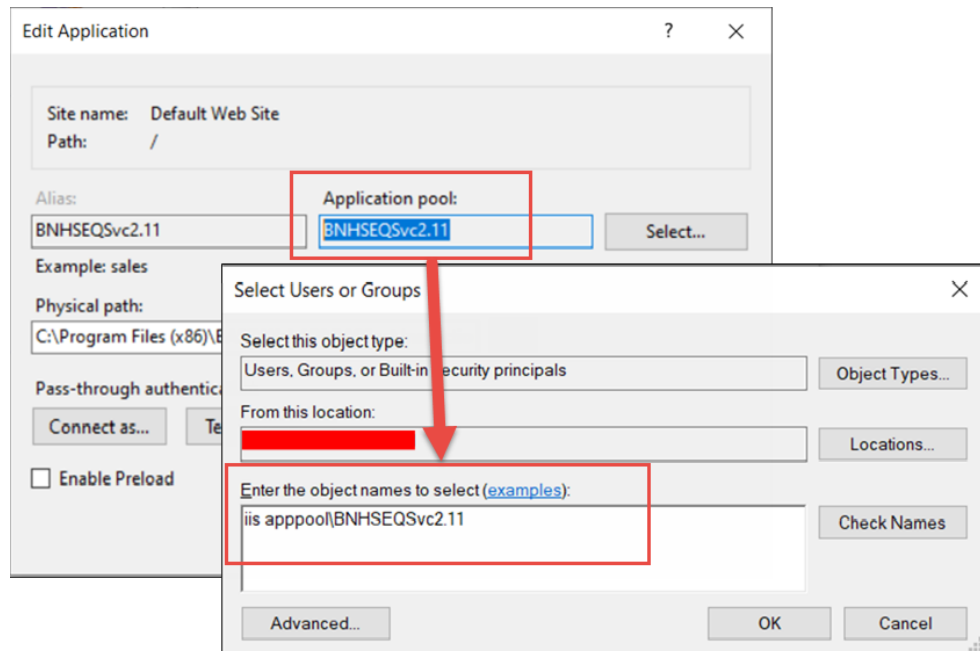 Edit Application
?
Site name: Default Web Site
Path: /
Alias:
Application pool:
BNHSEQSvc2.11
BNHSEQSvc2.11
Select...
Example: sales
Physical path:
C:\Program Files (x86)\
Pass-through
Connect as...
Enable Preload
Select Users or Groups
Select this object type:
Users, Groups, or Built-in security principals
Object Types...
From this location:
Locations...
Enter the object names to select (examples):
iis apppool\BNHSEQSvc2.11
Check Names
Advanced...
OK
Cancel